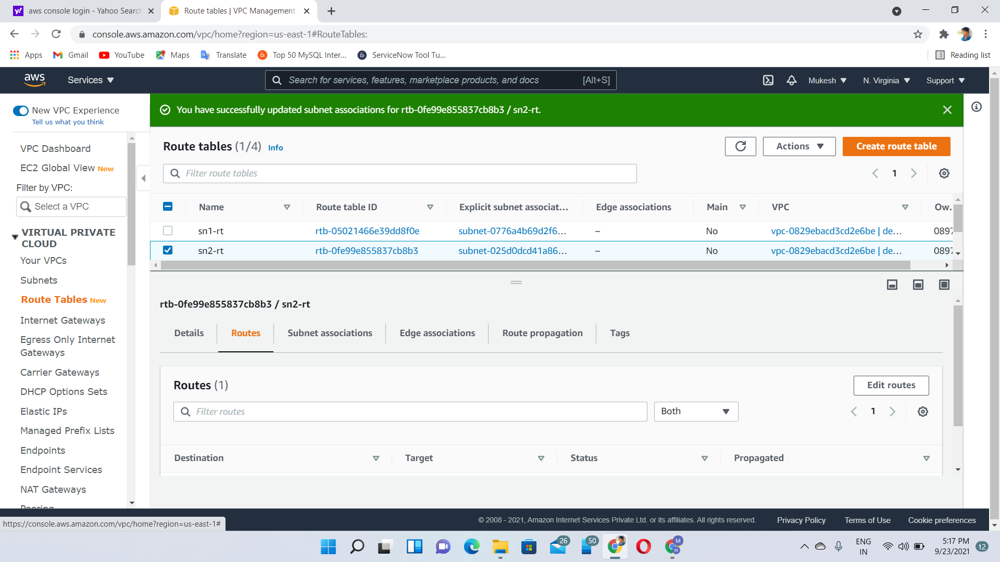 aws console login - Yahoo Search
Route tables | VPC Management
console.aws.amazon.com/vpc/home?region=us-east-1#RouteTables:
Apps
Gmail
YouTube
Maps
Translate
Top 50 MySQL Inter...
ServiceNow Tool Tu...
Reading list
aws
Services
Search for services, features, marketplace products, and docs
[Alt+S]
Mukesh
N. Virginia
Support
New VPC Experience
Tell us what you think
You have successfully updated subnet associations for rtb-0fe99e855837cb8b3 / sn2-rt.
VPC Dashboard
EC2 Global View New
Filter by VPC:
Select a VPC
VIRTUAL PRIVATE
CLOUD
Your VPCs
Subnets
Route Tables New
Internet Gateways
Egress Only Internet
Gateways
Carrier Gateways
DHCP Options Sets
Elastic IPs
Managed Prefix Lists
Endpoints
Endpoint Services
NAT Gateways
Peering
Route tables (1/4) Info
Actions
Create route table
Filter route tables
1
Name
Route table ID
Explicit subnet associat...
Edge associations
Main
VPC
Ow.
sn1-rt
rtb-05021466e39dd8f0e
subnet-0776a4b69d2f6...
–
No
vpc-0829ebacd3cd2e6be | de...
0897
sn2-rt
rtb-0fe99e855837cb8b3
subnet-025d0dcd41a86...
–
No
vpc-0829ebacd3cd2e6be | de...
0897
rtb-0fe99e855837cb8b3 / sn2-rt
Details
Routes
Subnet associations
Edge associations
Route propagation
Tags
Routes (1)
Edit routes
Filter routes
Both
1
Destination
Target
Status
Propagated
https://console.aws.amazon.com/vpc/home?region=us-east-1#
© 2008 - 2021, Amazon Internet Services Private Ltd. or its affiliates. All rights reserved.
Privacy Policy
Terms of Use
Cookie preferences
26
50
M
M
ENG
IN
5:17 PM
9/23/2021
12